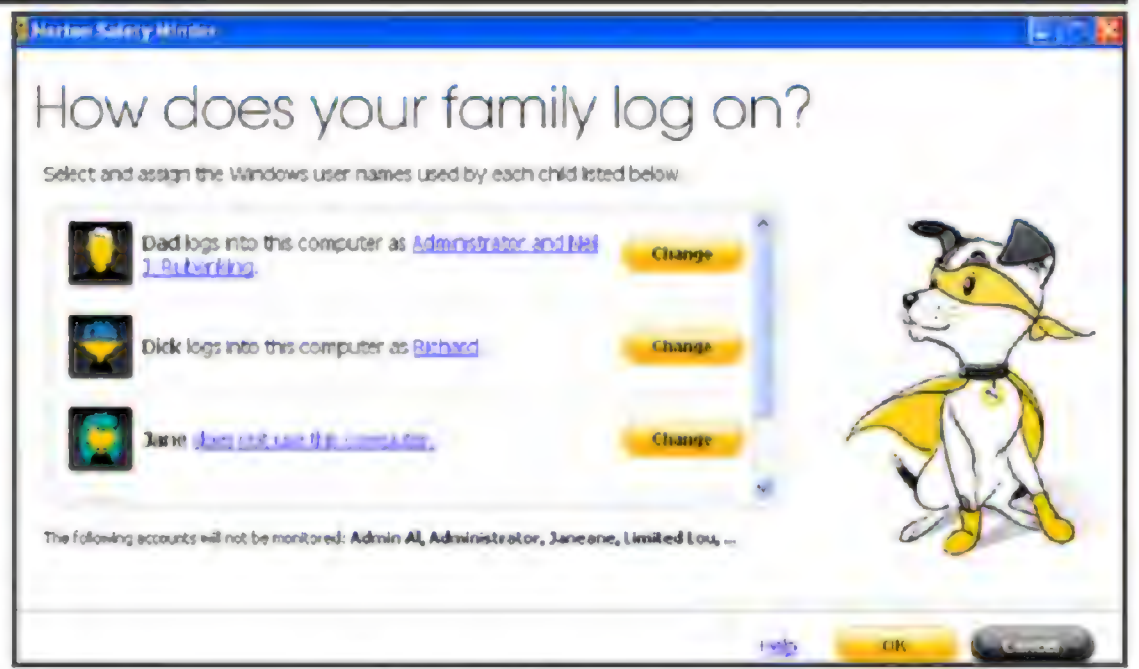 Norton Safety Minder
How does your family log on?
Select and assign the Windows user names used by each child listed below
Dad logs into this computer as Administrator and Neil
J Rubenking.
Change
Dick logs into this computer as Richard
Change
Jane does not use this computer.
Change
The following accounts will not be monitored: Admin Al, Administrator, Janeane, Limited Lou, ...
Help
OK
Cancel